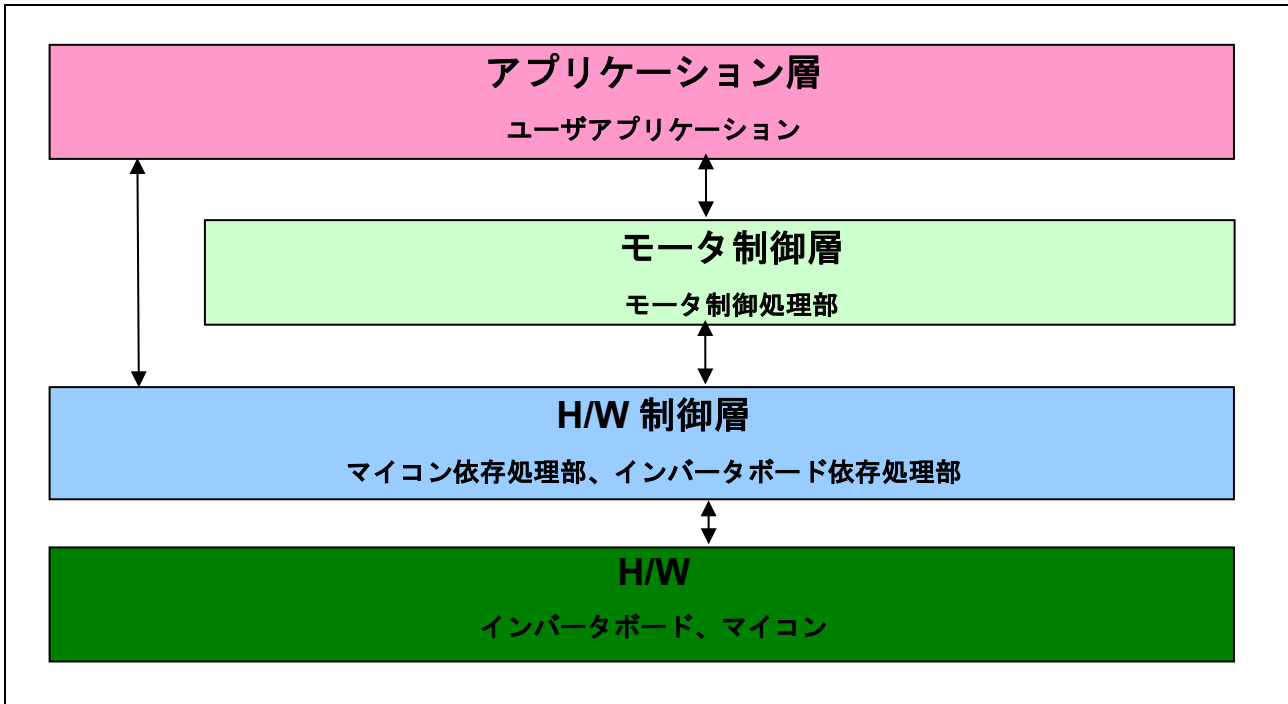 アプリケーション層
ユーザアプリケーション
モータ制御層
モータ制御処理部
H/W 制御層
マイコン依存処理部、インバータボード依存処理部
H/W
インバータボード、マイコン